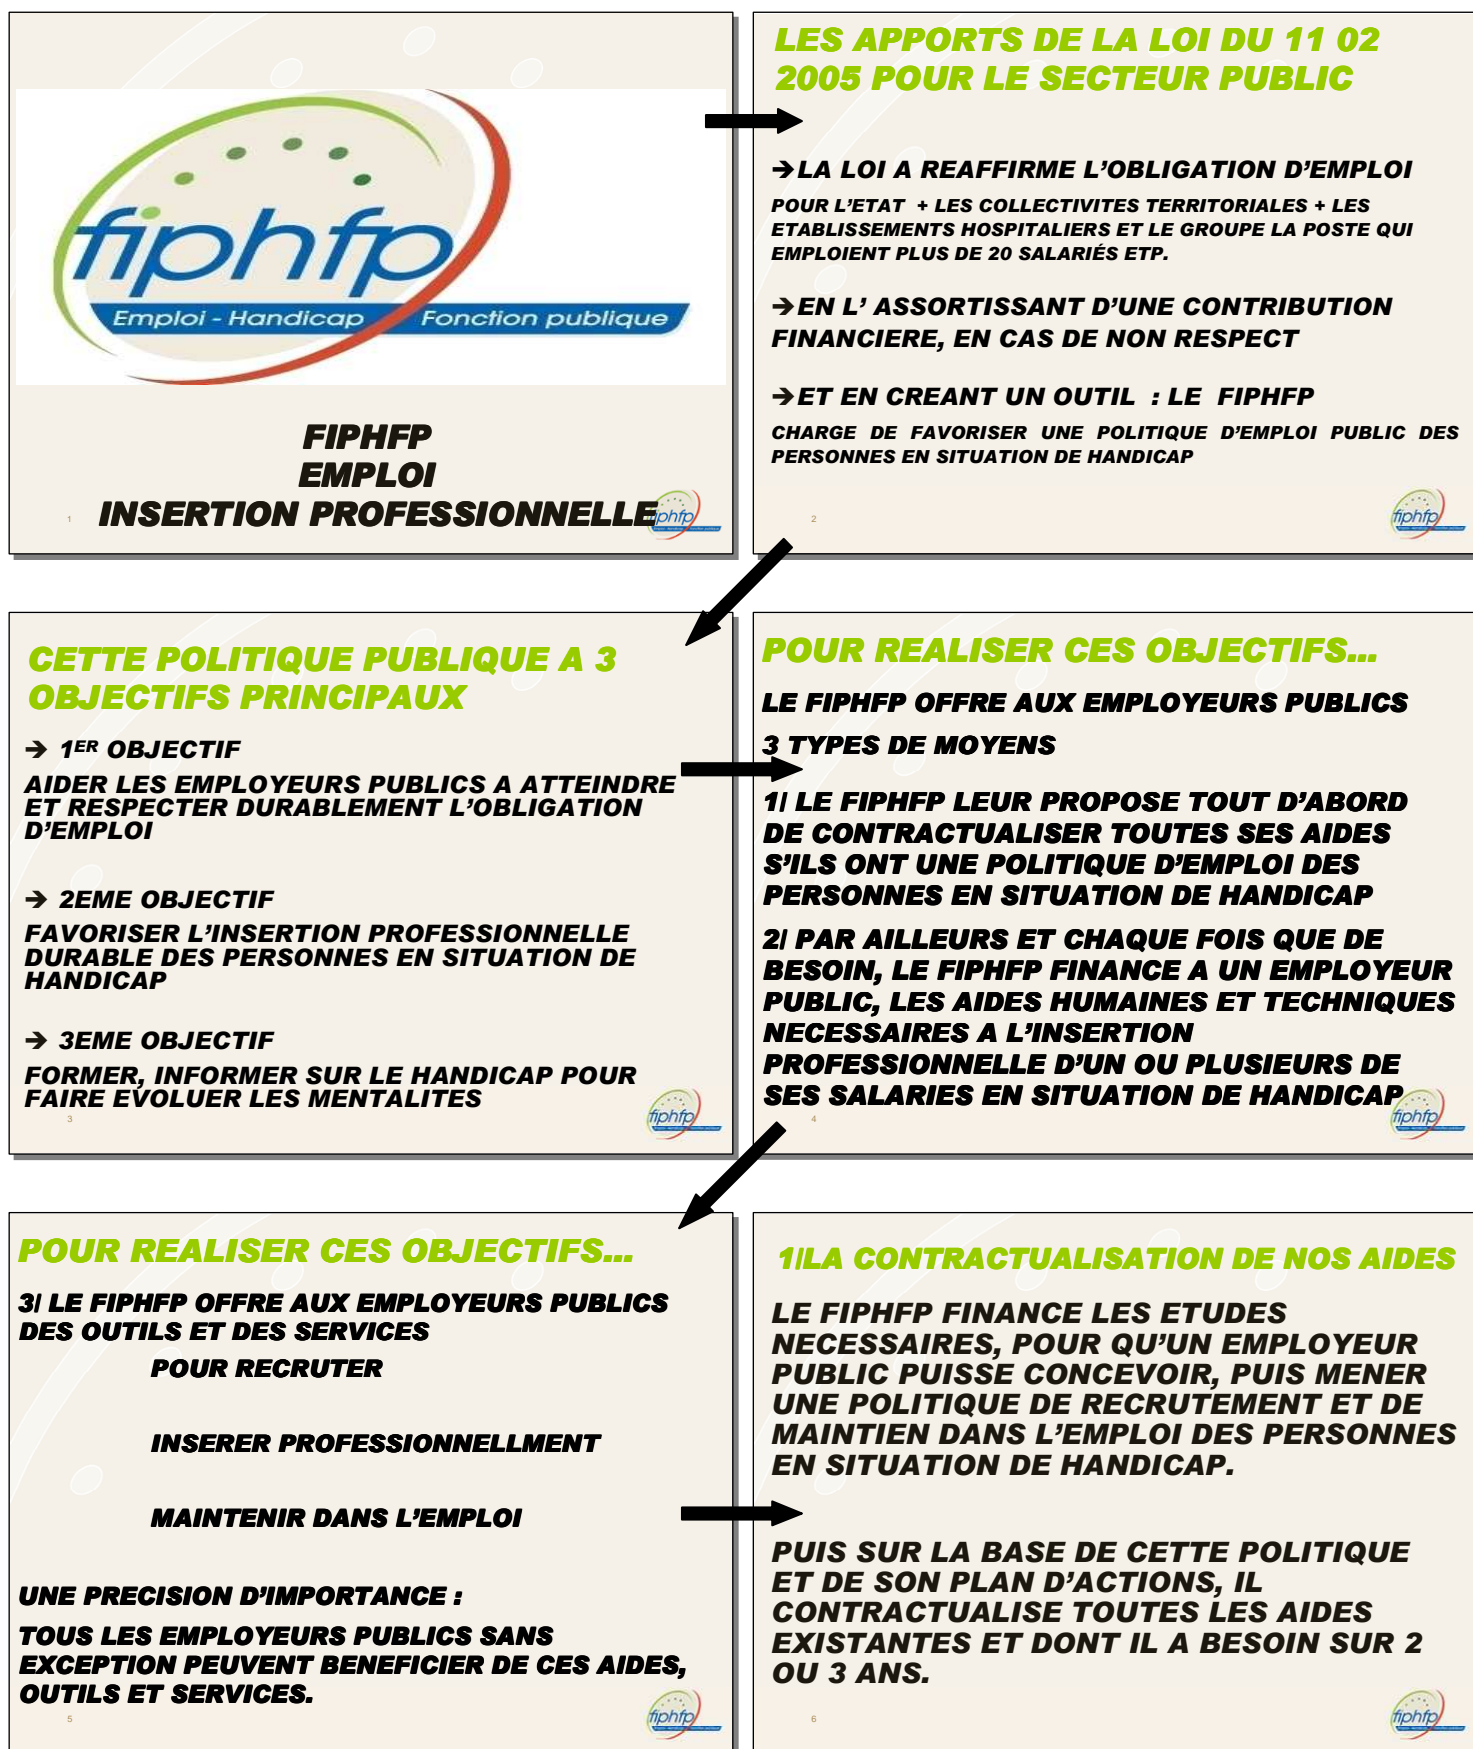 fiphfp
Emploi - Handicap Fonction publique
FIPHFP
EMPLOI
INSERTION PROFESSIONNELLE
fiphfp
1
LES APPORTS DE LA LOI DU 11 02
2005 POUR LE SECTEUR PUBLIC
➔LA LOI A REAFFIRME L’OBLIGATION D’EMPLOI
POUR L’ETAT + LES COLLECTIVITES TERRITORIALES + LES
ETABLISSEMENTS HOSPITALIERS ET LE GROUPE LA POSTE QUI
EMPLOIENT PLUS DE 20 SALARIÉS ETP.
➔EN L’ ASSORTISSANT D’UNE CONTRIBUTION
FINANCIERE, EN CAS DE NON RESPECT
➔ET EN CREANT UN OUTIL : LE FIPHFP
CHARGE DE FAVORISER UNE POLITIQUE D’EMPLOI PUBLIC DES
PERSONNES EN SITUATION DE HANDICAP
2
fiphfp
CETTE POLITIQUE PUBLIQUE A 3
OBJECTIFS PRINCIPAUX
➔ 1ER OBJECTIF
AIDER LES EMPLOYEURS PUBLICS A ATTEINDRE
ET RESPECTER DURABLEMENT L’OBLIGATION
D’EMPLOI
➔ 2EME OBJECTIF
FAVORISER L’INSERTION PROFESSIONNELLE
DURABLE DES PERSONNES EN SITUATION DE
HANDICAP
➔ 3EME OBJECTIF
FORMER, INFORMER SUR LE HANDICAP POUR
FAIRE EVOLUER LES MENTALITES
3
fiphfp
POUR REALISER CES OBJECTIFS…
LE FIPHFP OFFRE AUX EMPLOYEURS PUBLICS
3 TYPES DE MOYENS
1/ LE FIPHFP LEUR PROPOSE TOUT D’ABORD
DE CONTRACTUALISER TOUTES SES AIDES
S’ILS ONT UNE POLITIQUE D’EMPLOI DES
PERSONNES EN SITUATION DE HANDICAP
2/ PAR AILLEURS ET CHAQUE FOIS QUE DE
BESOIN, LE FIPHFP FINANCE A UN EMPLOYEUR
PUBLIC, LES AIDES HUMAINES ET TECHNIQUES
NECESSAIRES A L’INSERTION
PROFESSIONNELLE D’UN OU PLUSIEURS DE
SES SALARIES EN SITUATION DE HANDICAP
4
fiphfp
POUR REALISER CES OBJECTIFS…
3/ LE FIPHFP OFFRE AUX EMPLOYEURS PUBLICS
DES OUTILS ET DES SERVICES
POUR RECRUTER
INSERER PROFESSIONNELLMENT
MAINTENIR DANS L’EMPLOI
UNE PRECISION D’IMPORTANCE :
TOUS LES EMPLOYEURS PUBLICS SANS
EXCEPTION PEUVENT BENEFICIER DE CES AIDES,
OUTILS ET SERVICES.
5
fiphfp
1/LA CONTRACTUALISATION DE NOS AIDES
LE FIPHFP FINANCE LES ETUDES
NECESSAIRES, POUR QU’UN EMPLOYEUR
PUBLIC PUISSE CONCEVOIR, PUIS MENER
UNE POLITIQUE DE RECRUTEMENT ET DE
MAINTIEN DANS L’EMPLOI DES PERSONNES
EN SITUATION DE HANDICAP.
PUIS SUR LA BASE DE CETTE POLITIQUE
ET DE SON PLAN D’ACTIONS, IL
CONTRACTUALISE TOUTES LES AIDES
EXISTANTES ET DONT IL A BESOIN SUR 2
OU 3 ANS.
6
fiphfp